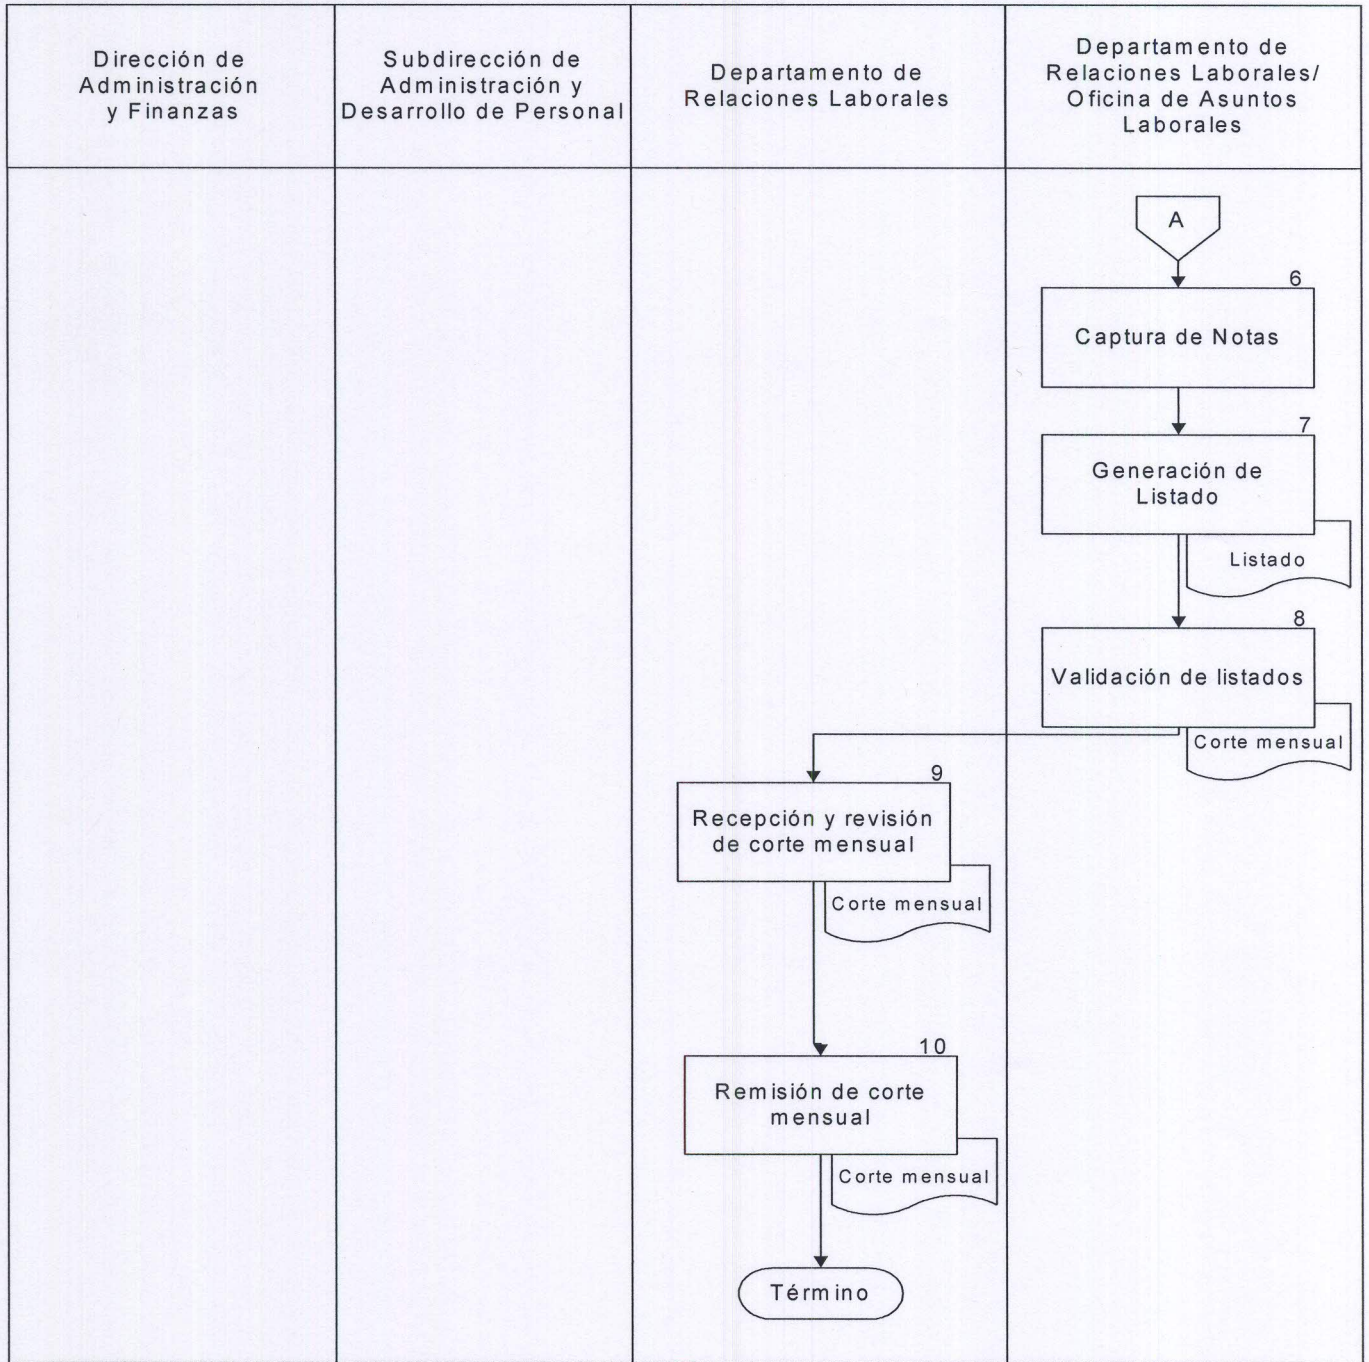 Dirección de
Administración
y Finanzas
Subdirección de
Administración y
Desarrollo de Personal
Departamento de
Relaciones Laborales
Departamento de
Relaciones Laborales/
Oficina de Asuntos
Laborales
A
6
Captura de Notas
7
Generación de
Listado
Listado
8
Validación de listados
Corte mensual
9
Recepción y revisión
de corte mensual
Corte mensual
10
Remisión de corte
mensual
Corte mensual
Término